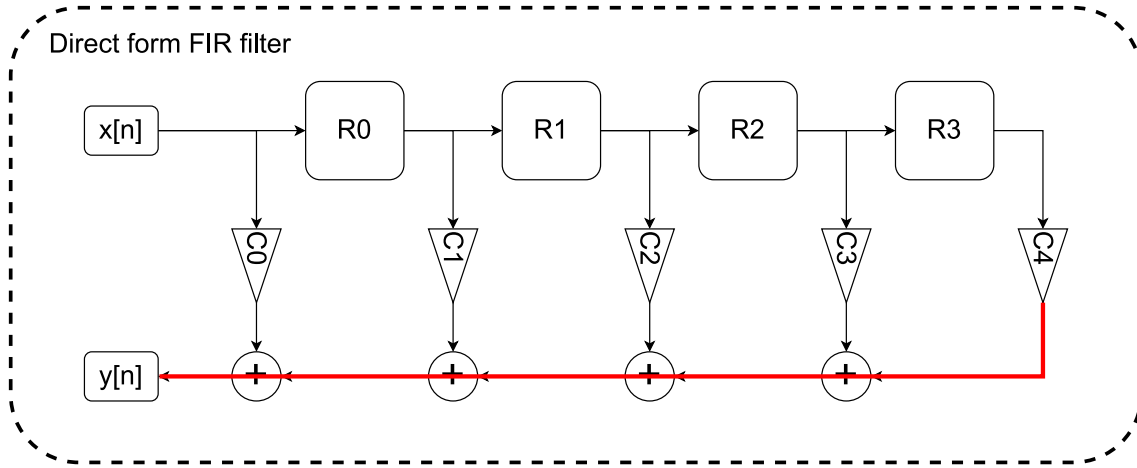 Direct form FIR filter
x[n]
R0
R1
R2
R3
C0
C1
C2
C3
C4
y[n]
+
+
+
+